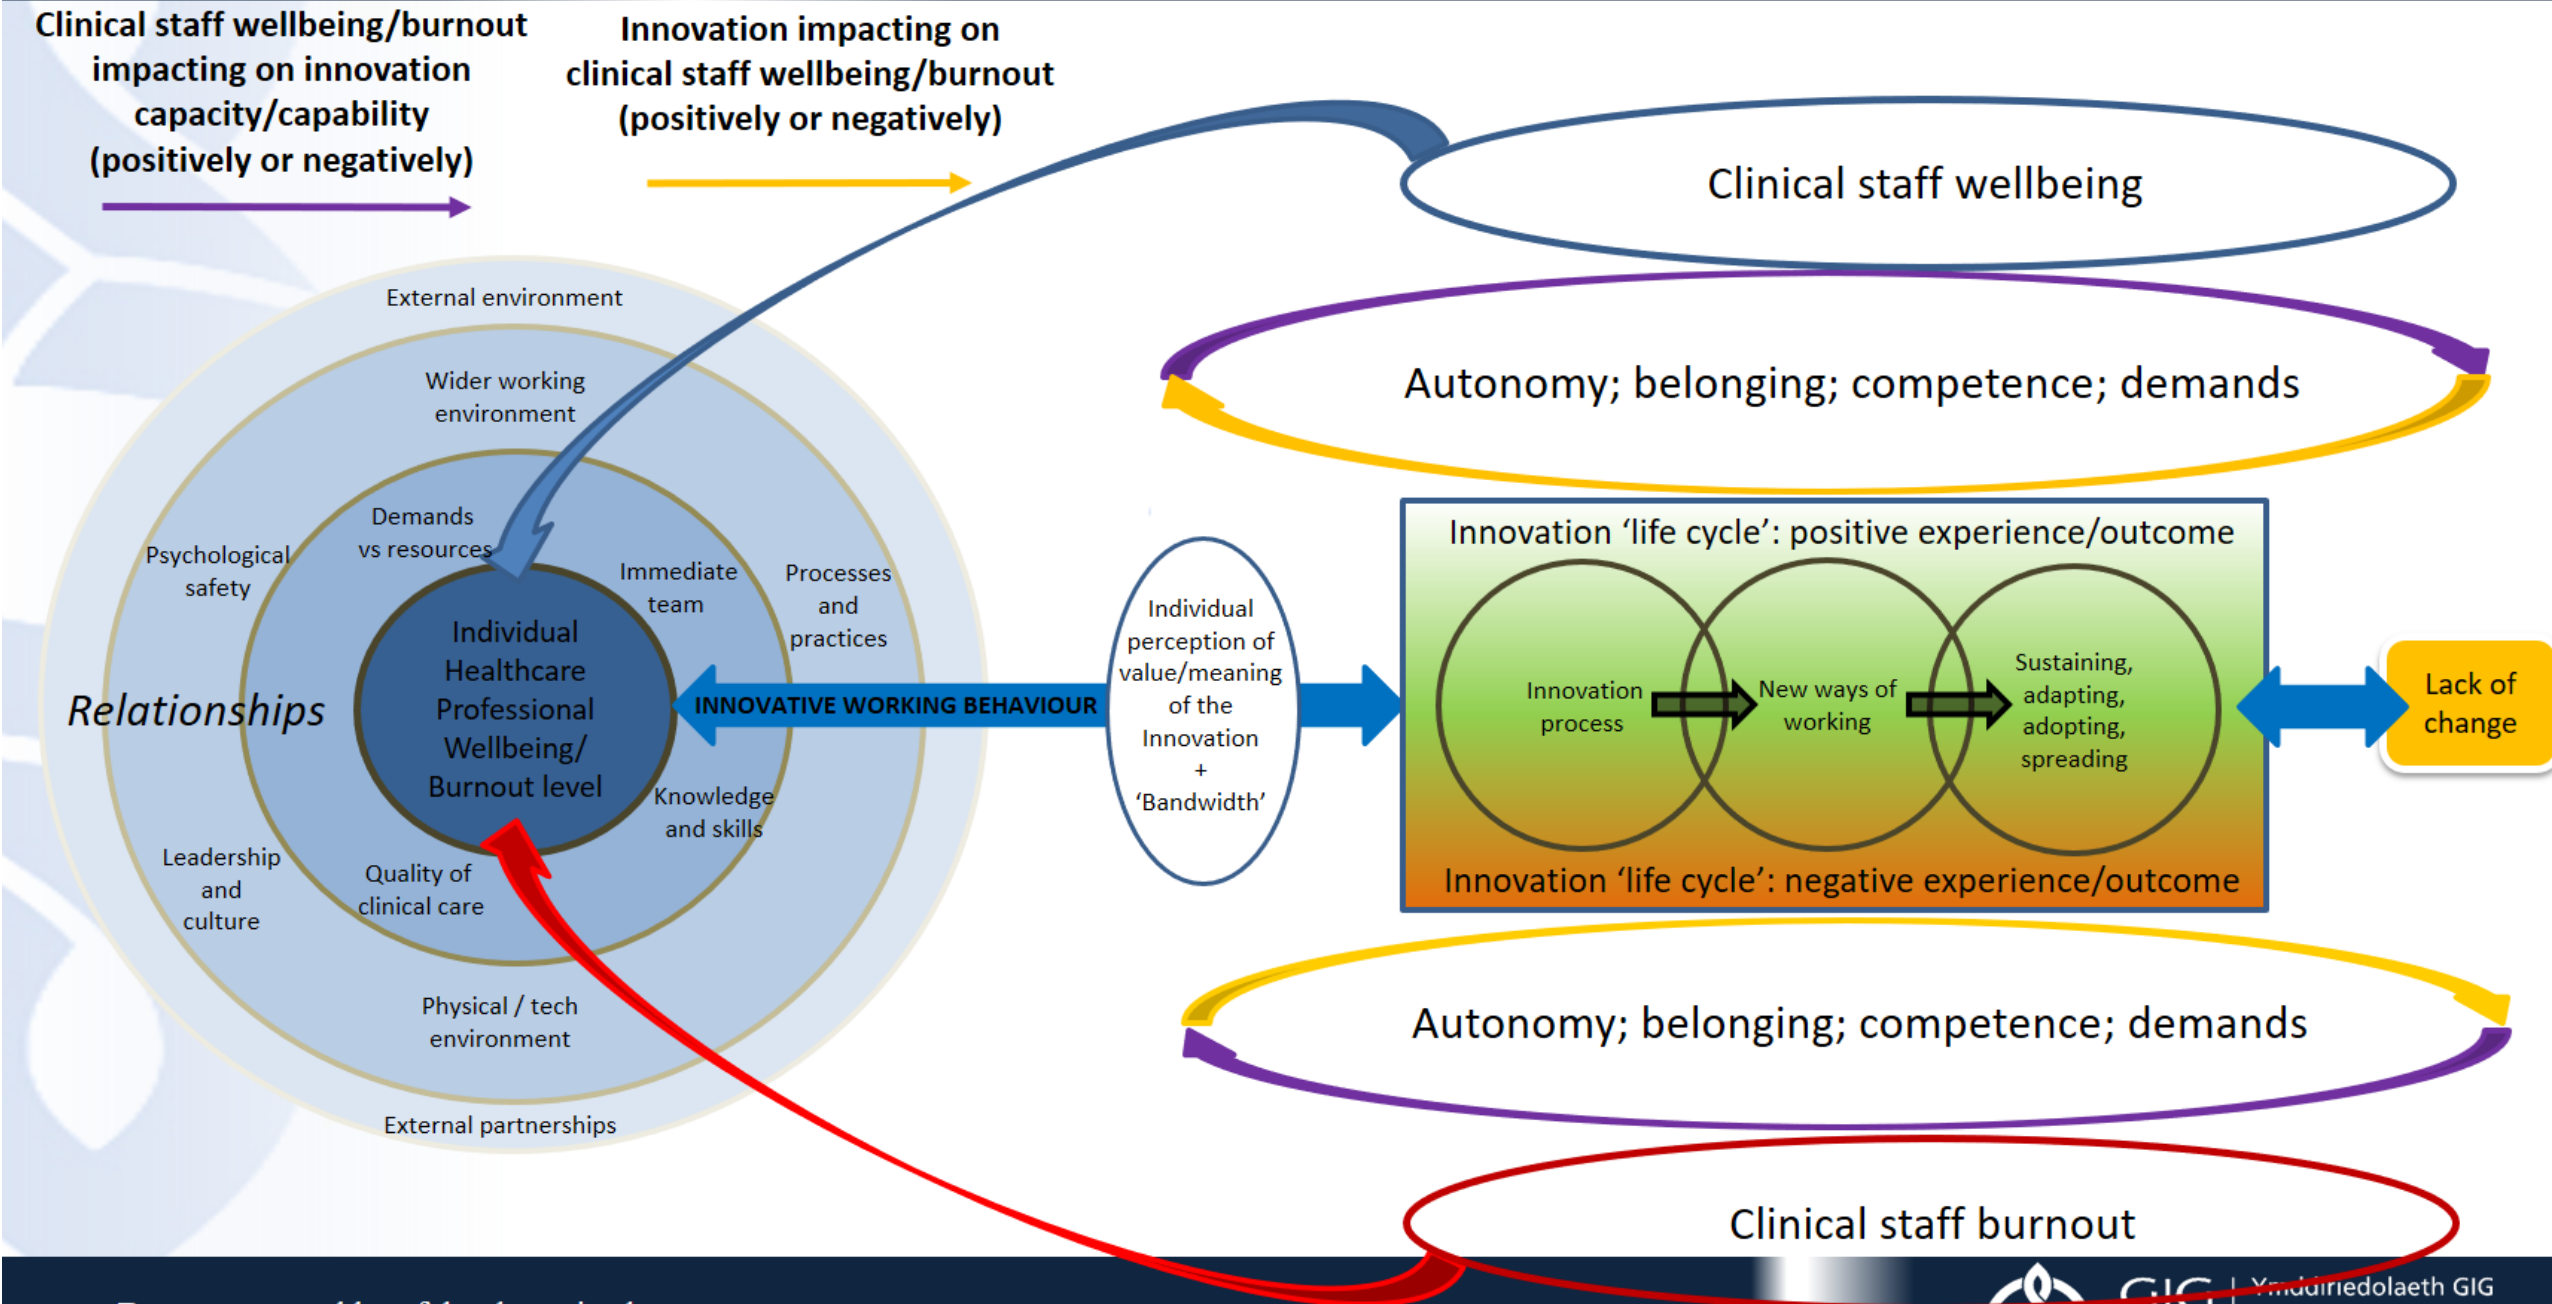 Clinical staff wellbeing/burnout
impacting on innovation
capacity/capability
(positively or negatively)
Innovation impacting on
clinical staff wellbeing/burnout
(positively or negatively)
Clinical staff wellbeing
Autonomy; belonging; competence; demands
External environment
Wider working
environment
Demands
vs resources
Psychological
safety
Immediate
team
Processes
and
practices
Relationships
Individual
Healthcare
Professional
Wellbeing/
Burnout level
Knowledge
and skills
Leadership
and
culture
Quality of
clinical care
Physical / tech
environment
External partnerships
INNOVATIVE WORKING BEHAVIOUR
Individual
perception of
value/meaning
of the
Innovation
+
‘Bandwidth’
Innovation ‘life cycle’: positive experience/outcome
Innovation
process
New ways of
working
Sustaining,
adapting,
adopting,
spreading
Innovation ‘life cycle’: negative experience/outcome
Lack of
change
Autonomy; belonging; competence; demands
Clinical staff burnout
GIG
Ymddiriedolaeth GIG